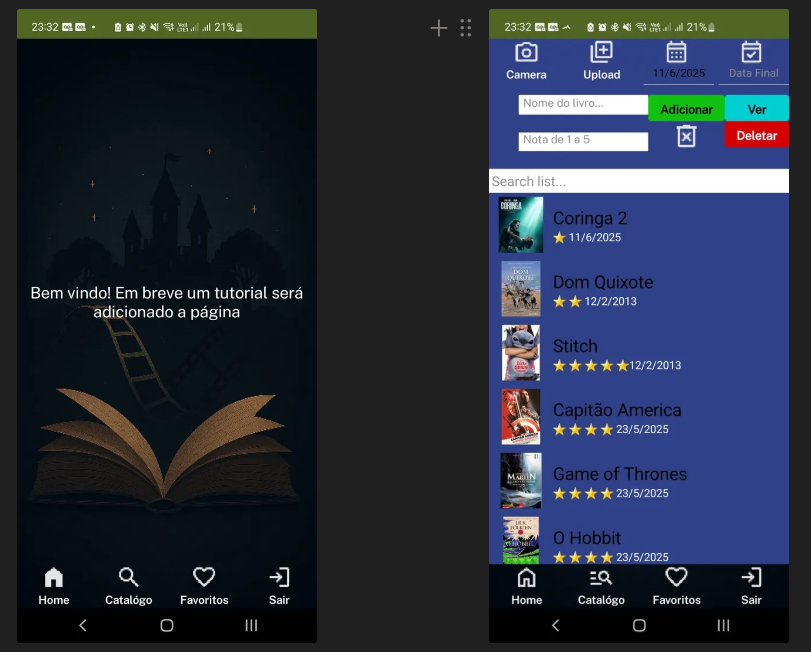 23:32
21%
Bem vindo! Em breve um tutorial será
adicionado a página
Home
Catalógo
Favoritos
Sair
23:32
21%
Camera
Upload
11/6/2025
Data Final
Nome do livro...
Adicionar
Ver
Nota de 1 a 5
Deletar
Search list...
CORINGA
Coringa 2
11/6/2025
DOM
QUIXOTE
Dom Quixote
12/2/2013
Stitch
12/2/2013
Capitão America
23/5/2025
MARTIN
Game of Thrones
23/5/2025
J.R.R.
TOLKIEN
O HOBBIT
O Hobbit
23/5/2025
Home
Catalógo
Favoritos
Sair